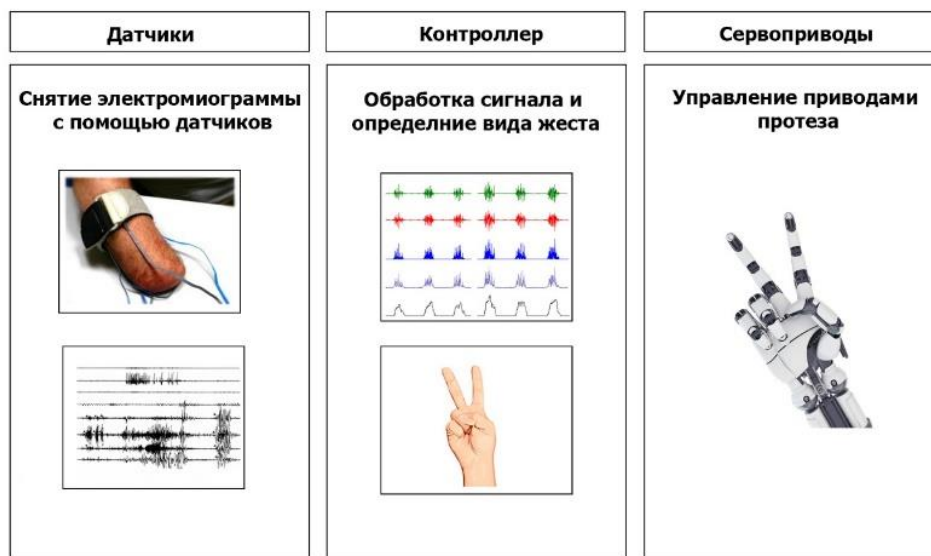 Датчики
Контроллер
Сервоприводы
Снятие электромиограммы
с помощью датчиков
Обработка сигнала и
определние вида жеста
Управление приводами
протеза